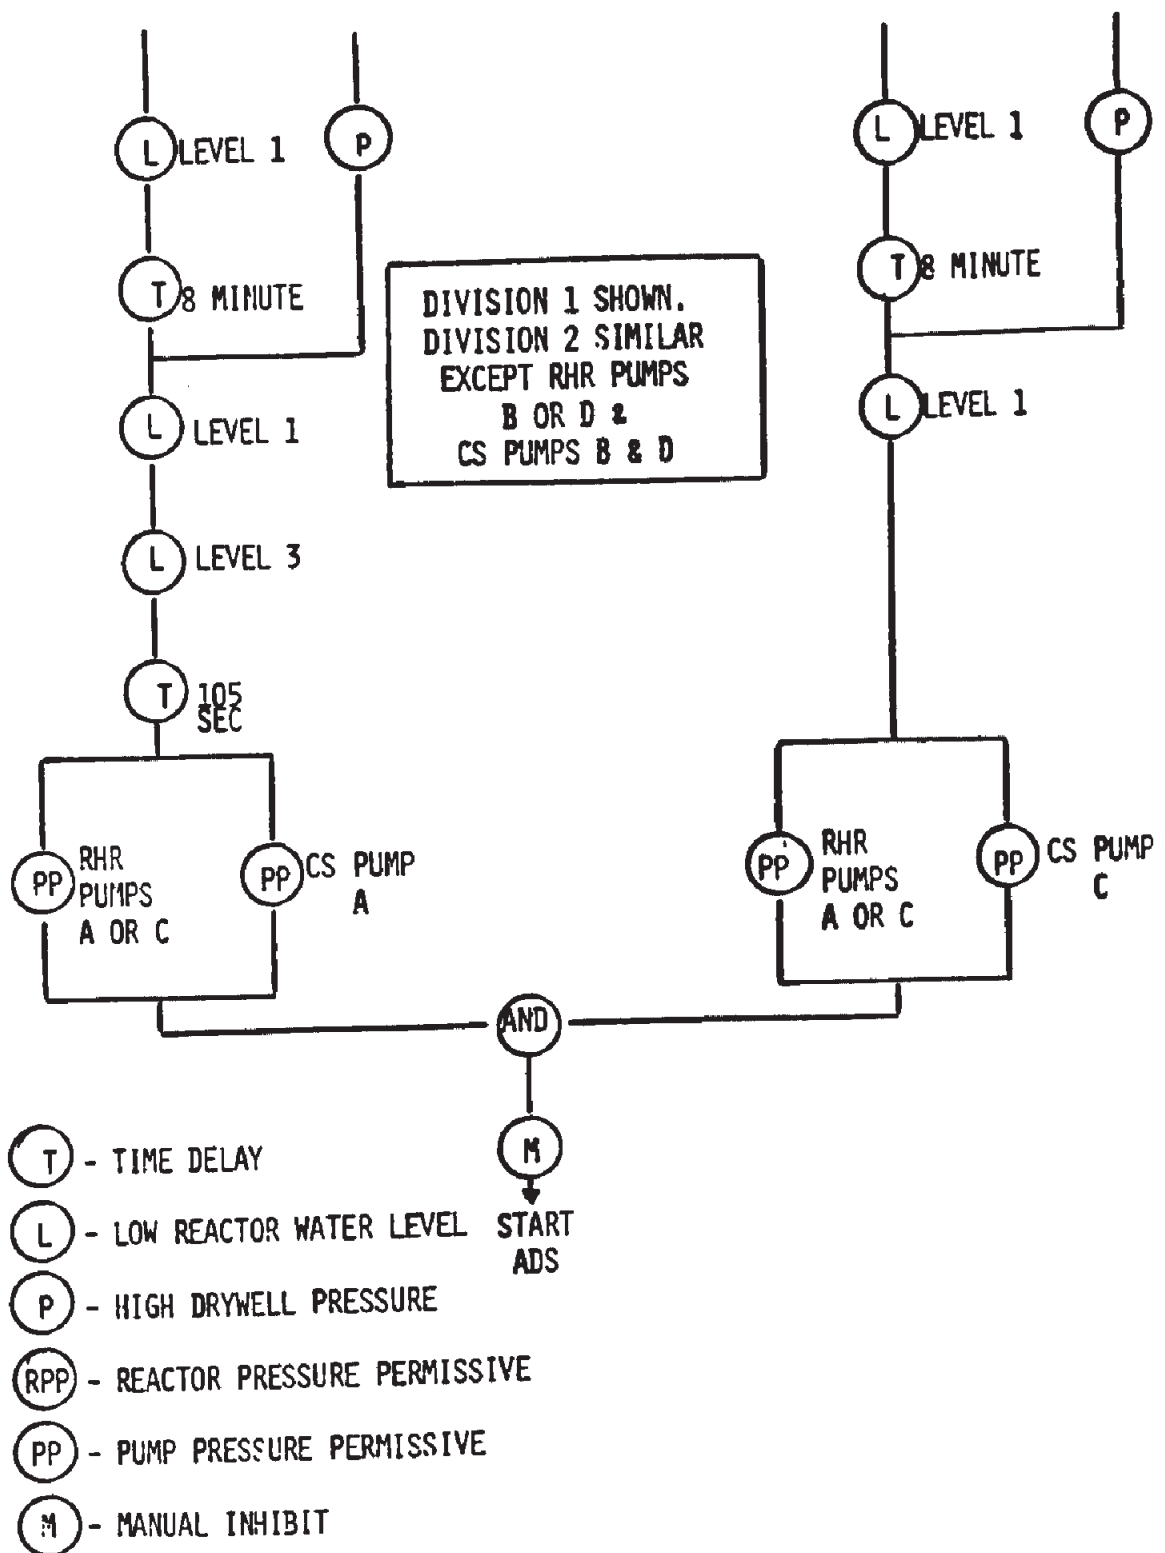 L LEVEL 1
P
T 8 MINUTE
L LEVEL 1
L LEVEL 3
T 105
SEC
PP RHR
PUMPS
A OR C
PP CS PUMP
A
DIVISION 1 SHOWN.
DIVISION 2 SIMILAR
EXCEPT RHR PUMPS
B OR D &
CS PUMPS B & D
L LEVEL 1
P
T 8 MINUTE
L LEVEL 1
PP RHR
PUMPS
A OR C
PP CS PUMP
C
AND
M
START
ADS
T - TIME DELAY
L - LOW REACTOR WATER LEVEL
P - HIGH DRYWELL PRESSURE
RPP - REACTOR PRESSURE PERMISSIVE
PP - PUMP PRESSURE PERMISSIVE
M - MANUAL INHIBIT